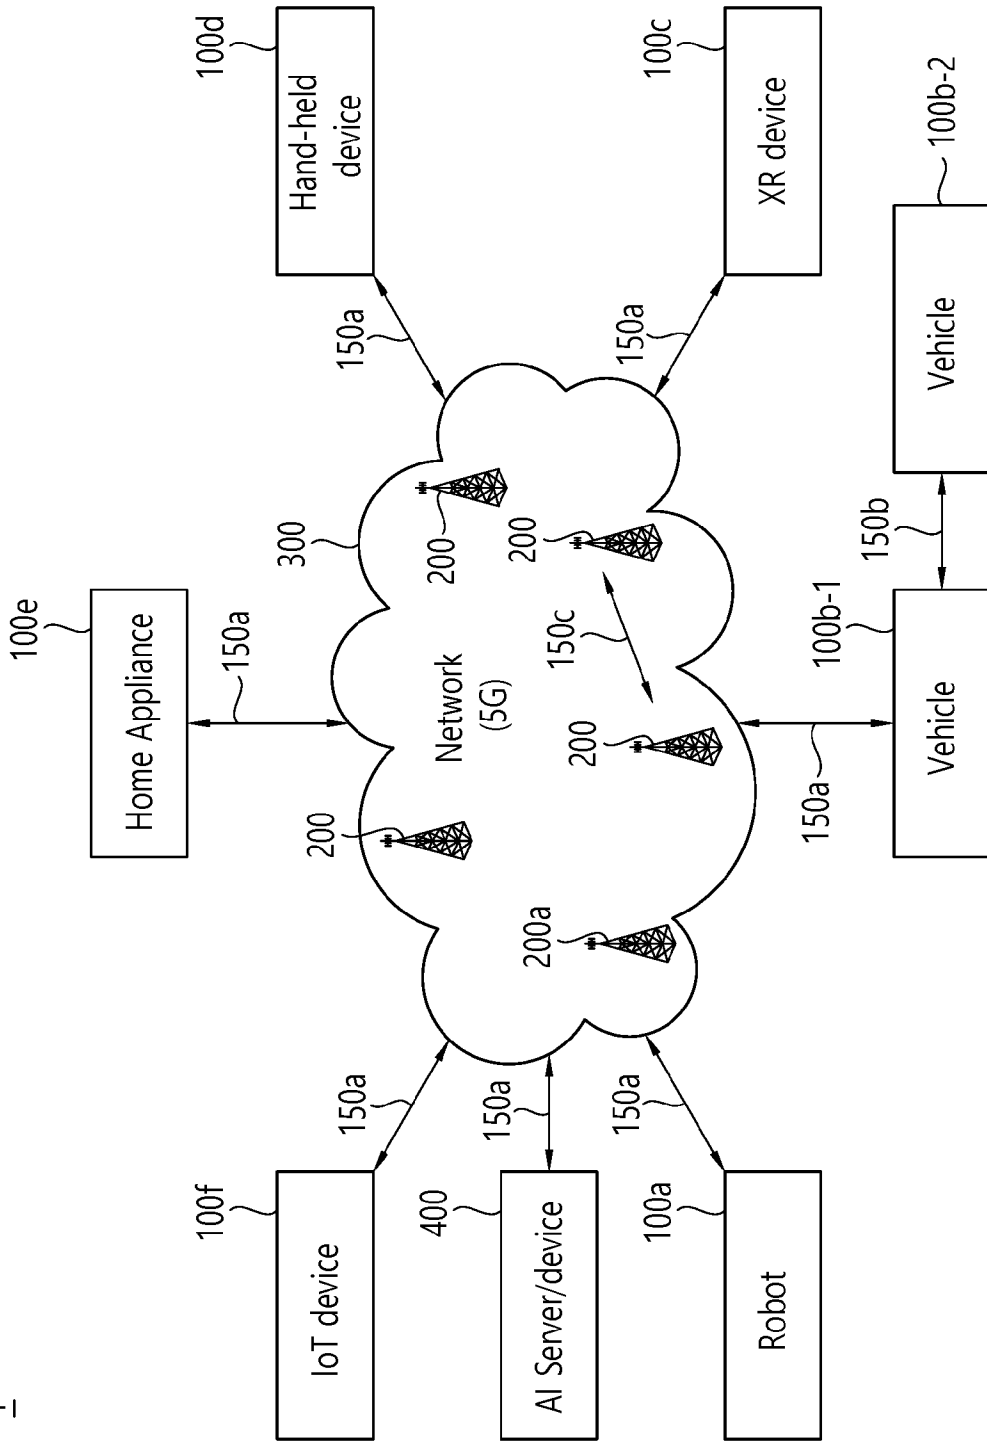 100e
Home Appliance
100f
100d
150a
300
IoT device
Hand-held
device
150a
200
150a
400
200
Network
(5G)
150a
200a
200
AI Server/device
200
150c
150a
150a
100a
100c
Robot
XR device
150a
100b-1
150b
100b-2
Vehicle
Vehicle